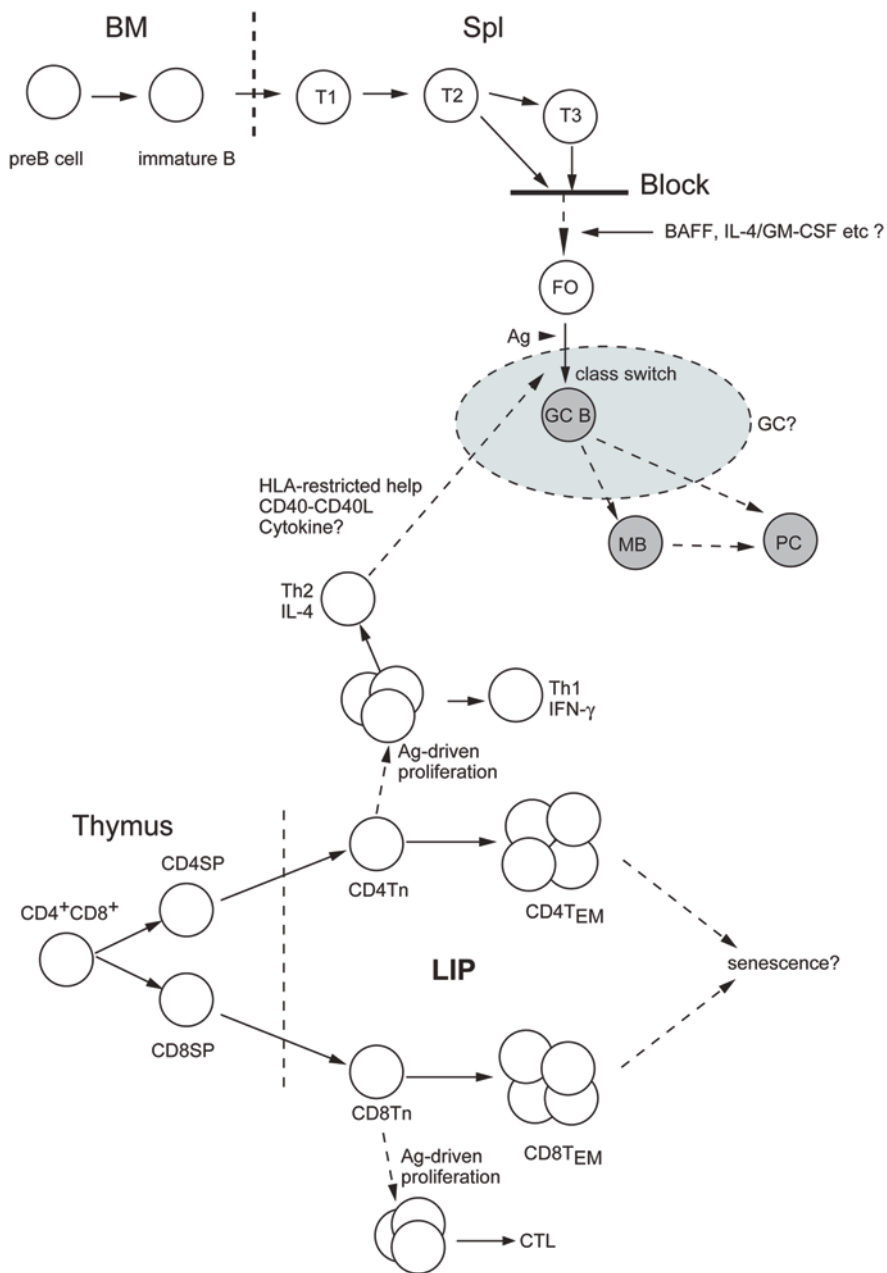 BM
Spl
T1
T2
T3
preB cell
immature B
Block
BAFF, IL-4/GM-CSF etc ?
FO
Ag
class switch
GC B
GC?
HLA-restricted help
CD40-CD40L
Cytokine?
MB
PC
Th2
IL-4
Th1
IFN-γ
Ag-driven
proliferation
Thymus
CD4SP
CD4Tn
CD4TEM
CD4+CD8+
LIP
senescence?
CD8SP
CD8Tn
CD8TEM
Ag-driven
proliferation
CTL